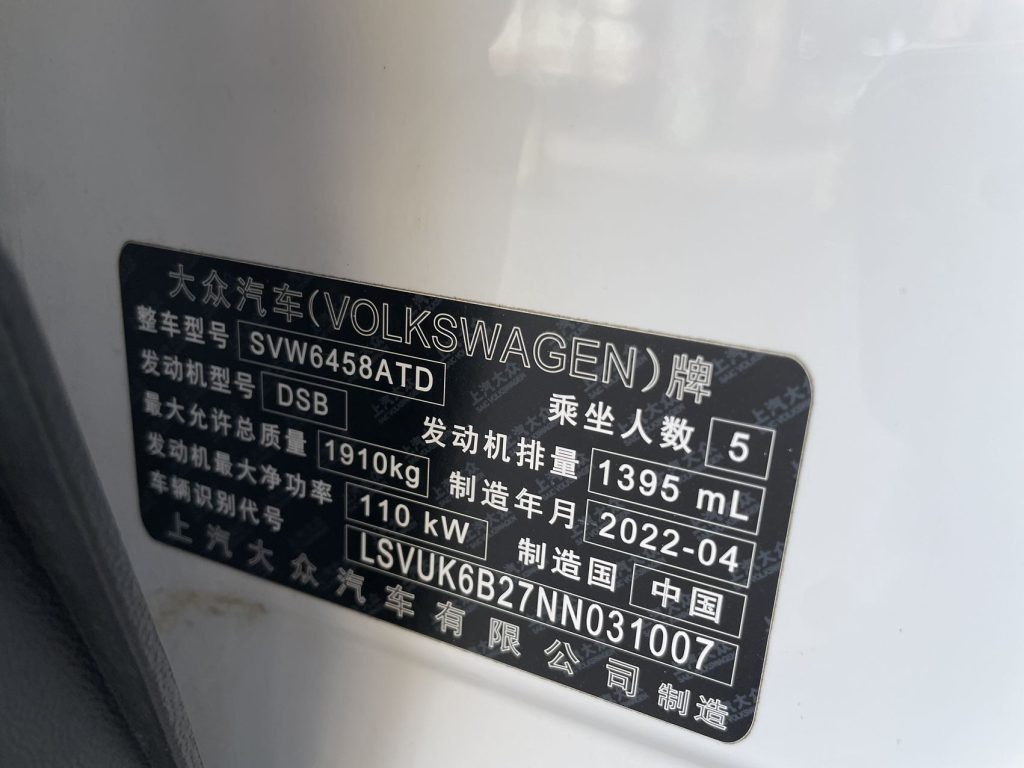 大众汽车(VOLKSWAGEN)牌
整车型号 SVW6458ATD 乘坐人数 5
发动机型号 DSB 发动机排量 1395 mL
最大允许总质量 1910kg 制造年月 2022-04
发动机最大净功率 110 kW 制造国 中国
车辆识别代号 LSVUK6B27NN031007
上汽大众汽车有限公司制造